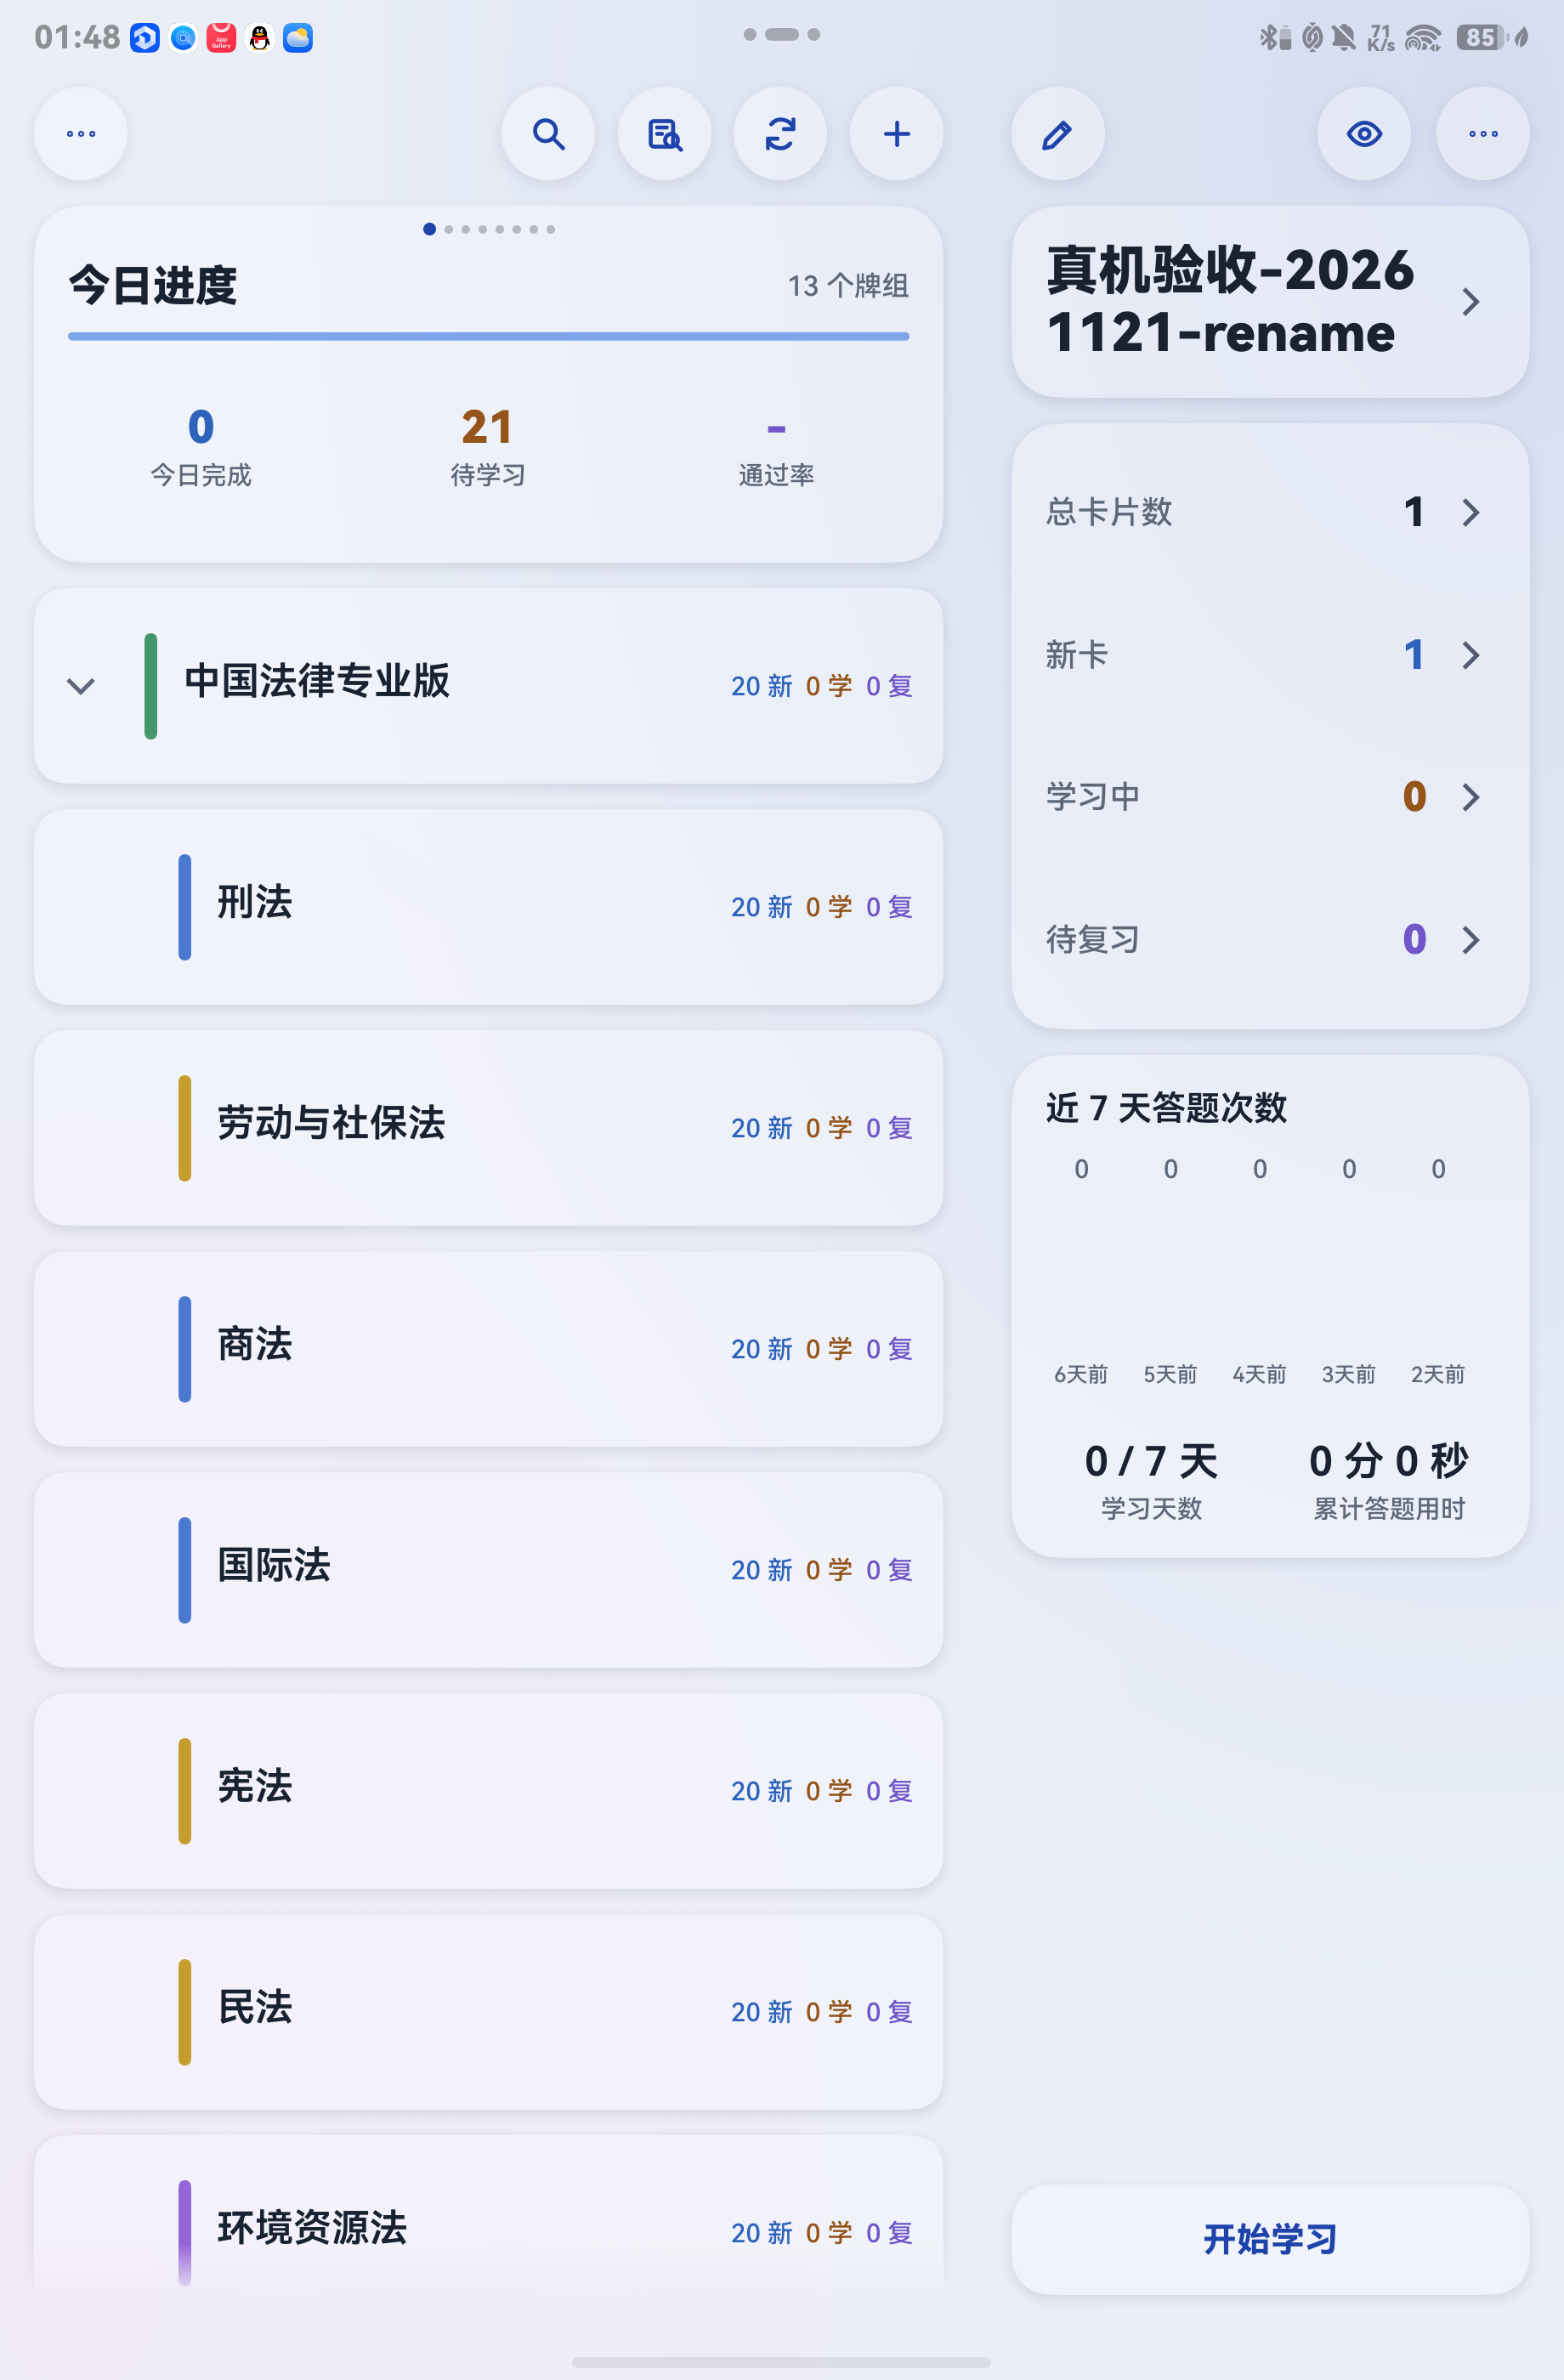 01:48
App Gallery
71 K/s
85
今日进度
13 个牌组
0
21
-
今日完成
待学习
通过率
中国法律专业版
20 新 0 学 0 复
刑法
20 新 0 学 0 复
劳动与社保法
20 新 0 学 0 复
商法
20 新 0 学 0 复
国际法
20 新 0 学 0 复
宪法
20 新 0 学 0 复
民法
20 新 0 学 0 复
环境资源法
20 新 0 学 0 复
真机验收-2026
1121-rename
总卡片数 1
新卡 1
学习中 0
待复习 0
近 7 天答题次数
0 0 0 0 0
6天前 5天前 4天前 3天前 2天前
0 / 7 天 0 分 0 秒
学习天数 累计答题用时
开始学习